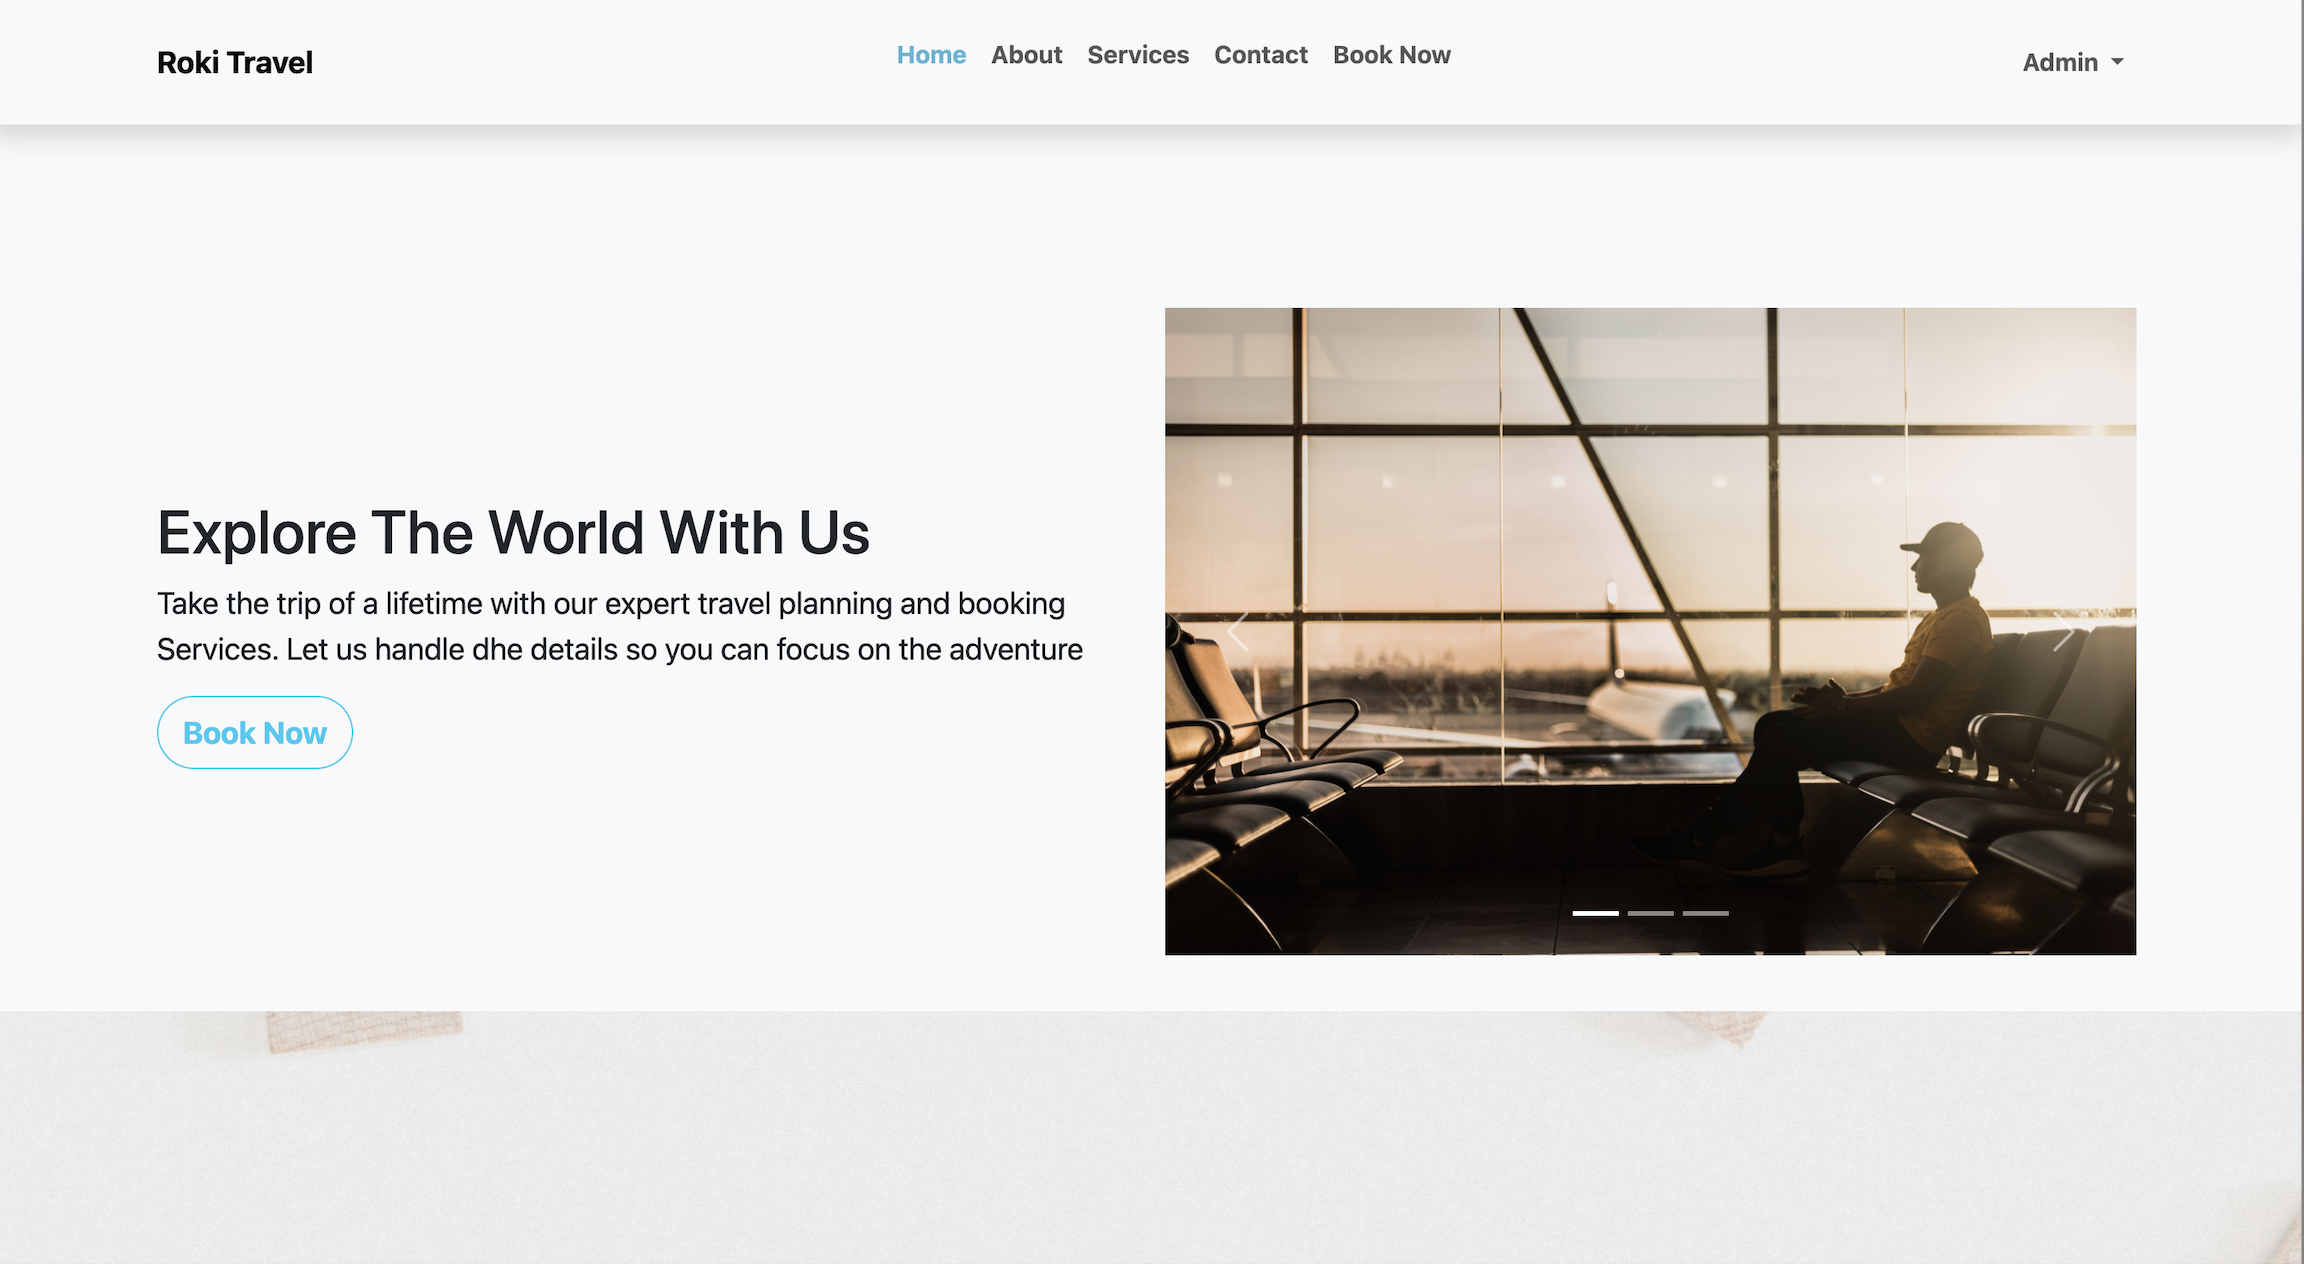 Roki Travel
Home About Services Contact Book Now
Admin
Explore The World With Us
Take the trip of a lifetime with our expert travel planning and booking
Services. Let us handle dhe details so you can focus on the adventure
Book Now